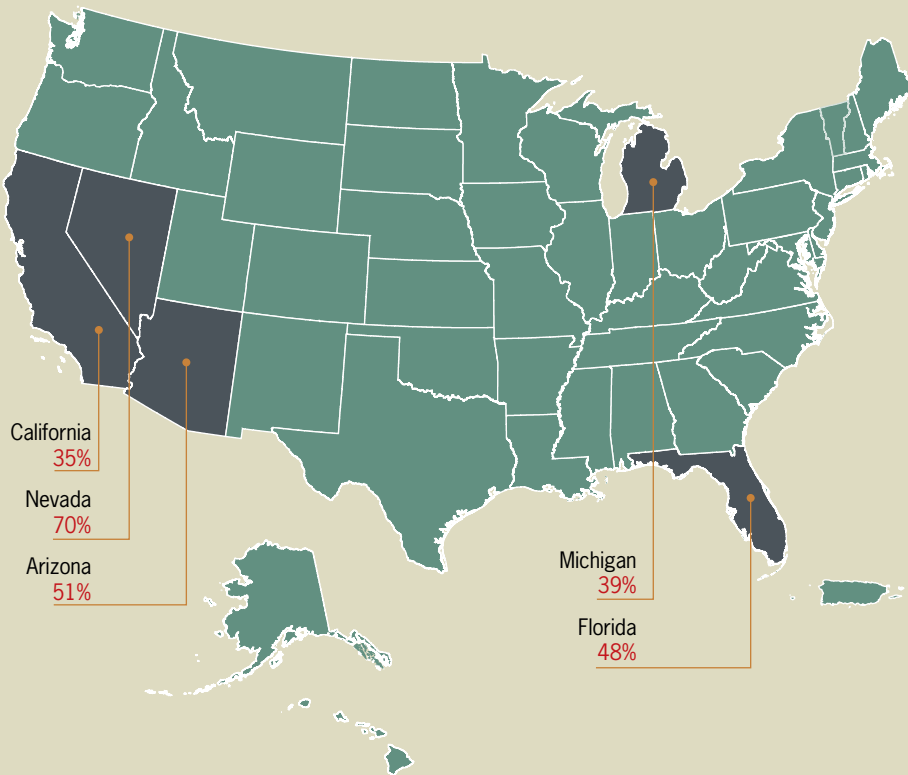 California
35%
Nevada
70%
Arizona
51%
Michigan
39%
Florida
48%